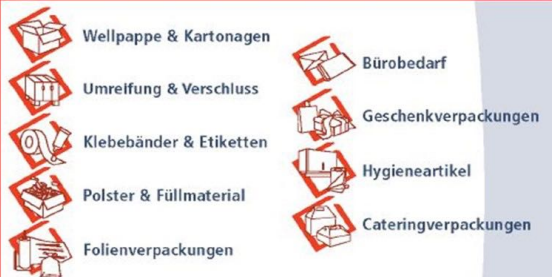 Wellpappe & Kartonagen
Umreifung & Verschluss
Klebebänder & Etiketten
Polster & Füllmaterial
Folienverpackungen
Bürobedarf
Geschenkverpackungen
Hygieneartikel
Cateringverpackungen